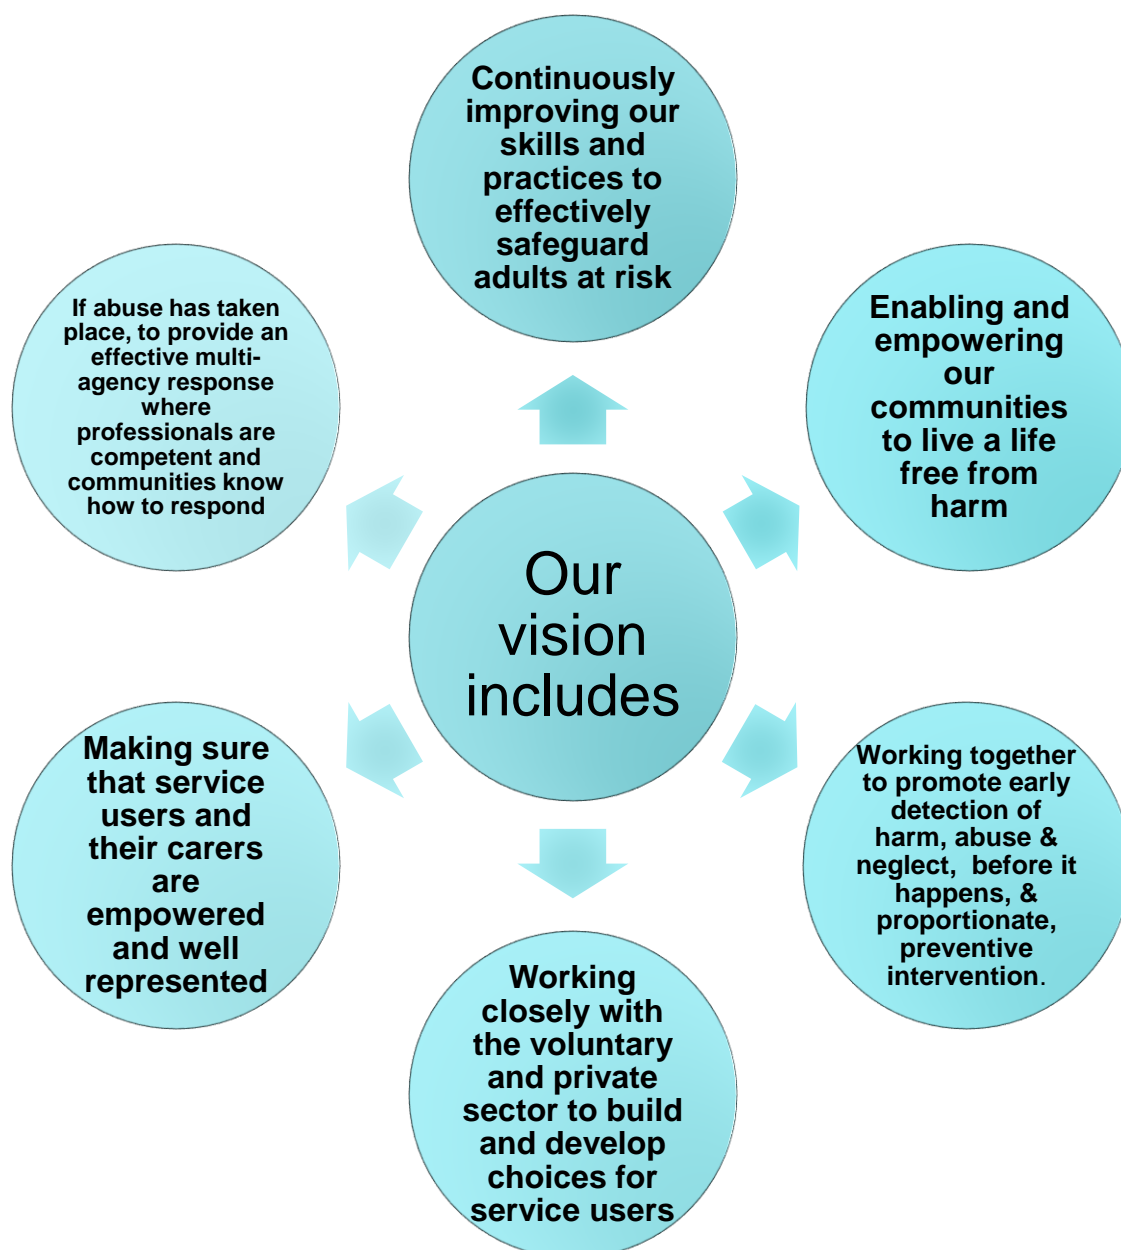 Continuously
improving our
skills and
practices to
effectively
safeguard
adults at risk
Enabling and
empowering
our
communities
to live a life
free from
harm
Working together
to promote early
detection of
harm, abuse &
neglect,  before it
happens, &
proportionate,
preventive
intervention.
Working
closely with
the voluntary
and private
sector to build
and develop
choices for
service users
Making sure
that service
users and
their carers
are
empowered
and well
represented
If abuse has taken
place, to provide an
effective multi-
agency response
where
professionals are
competent and
communities know
how to respond
Our
vision
includes